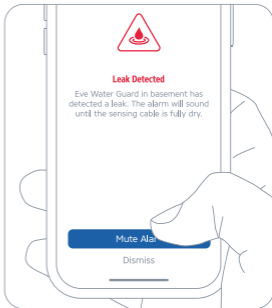 Leak Detected
Eve Water Guard in basement has
detected a leak. The alarm will sound
until the sensing cable is fully dry.
Mute
Dismiss